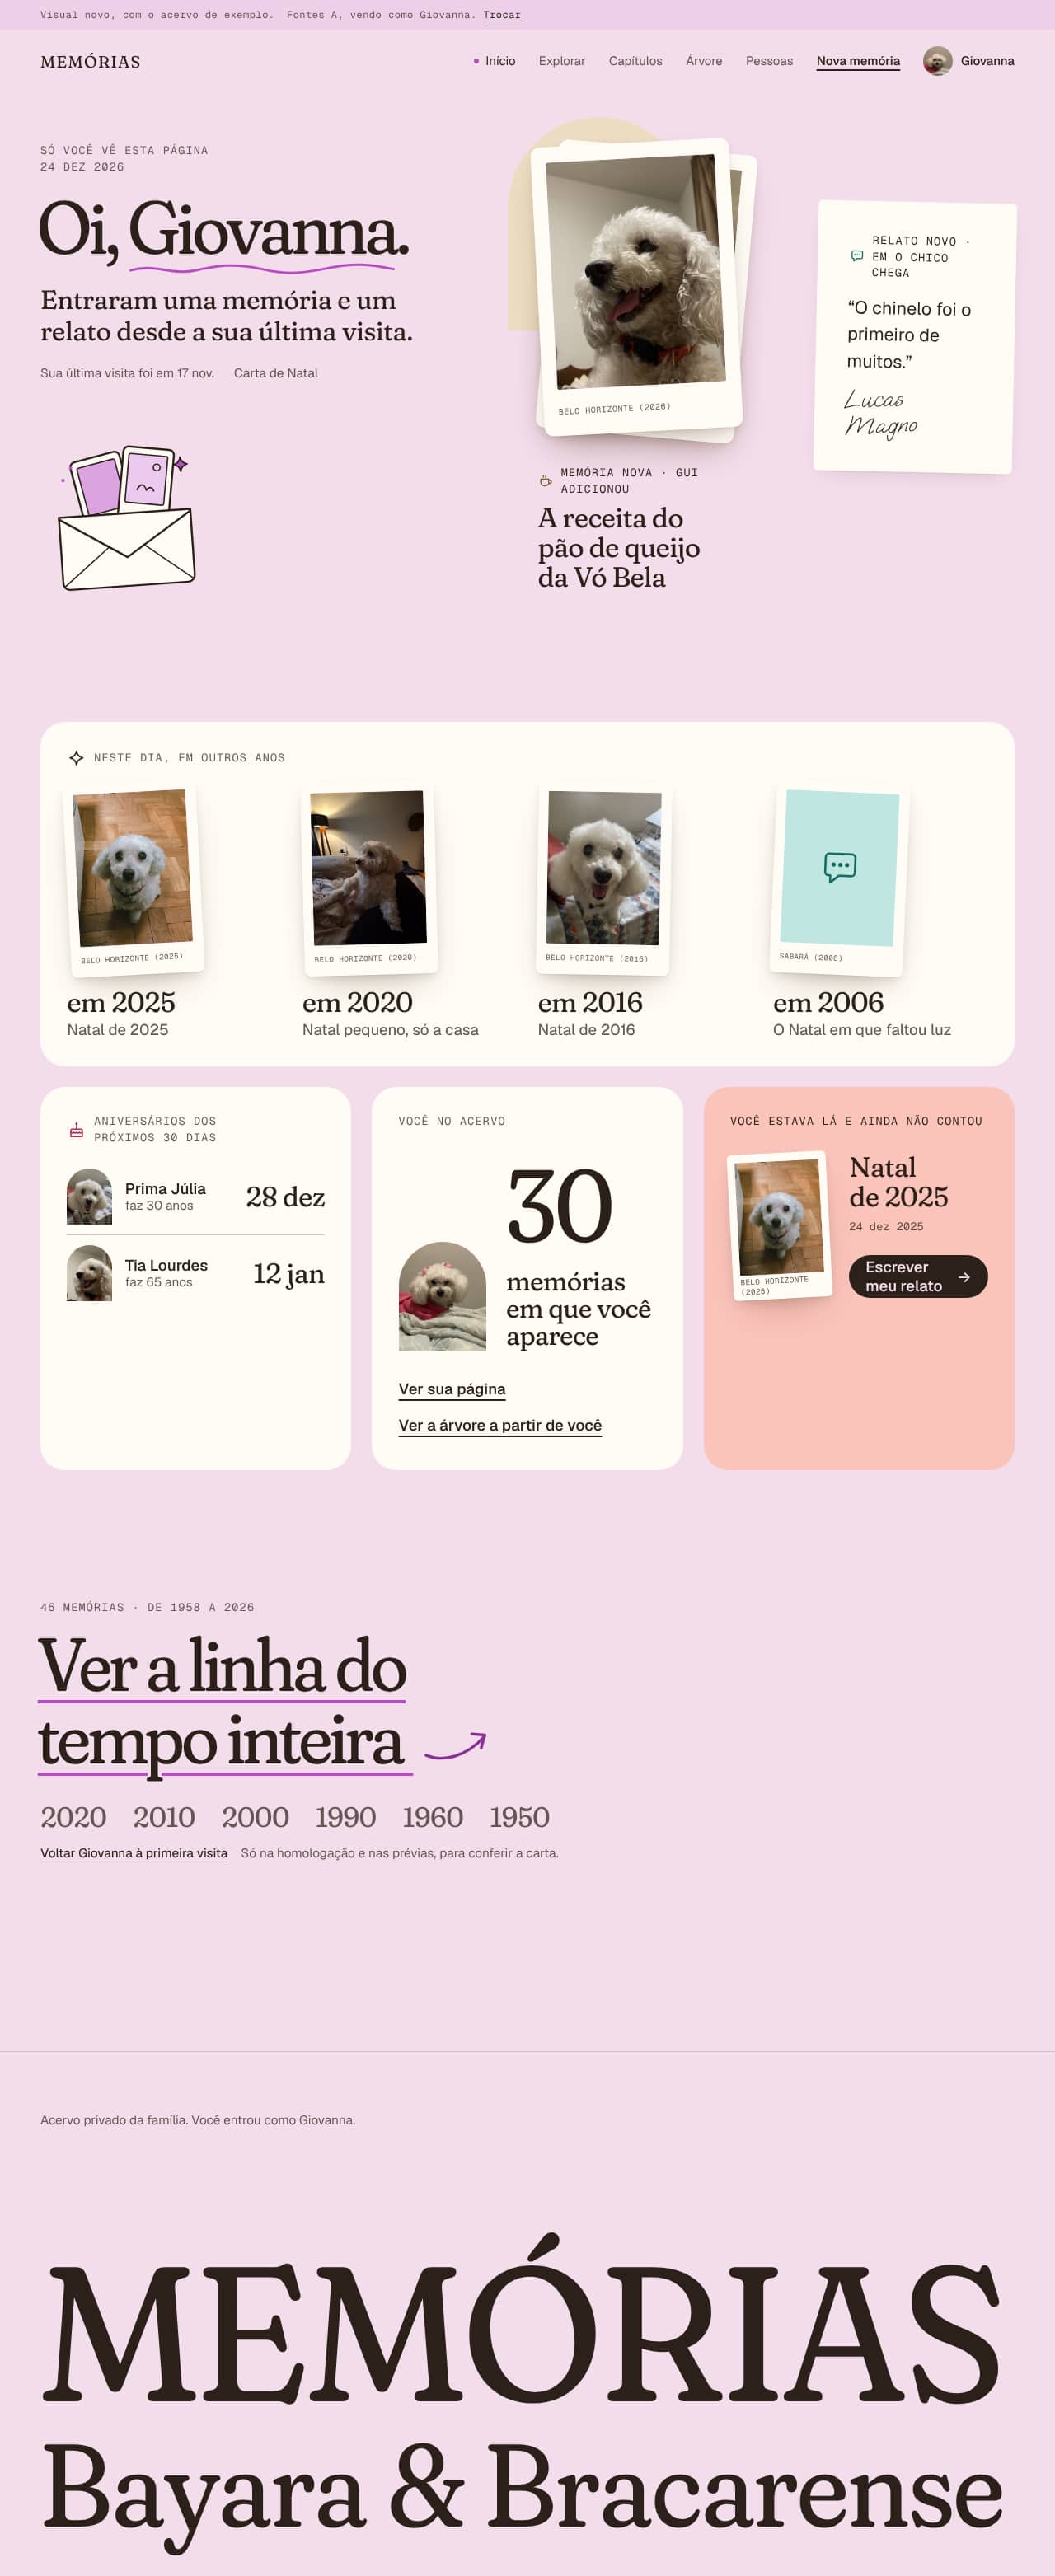 Visual novo, com o acervo de exemplo. Fontes A, vendo como Giovanna. Trocar
MEMÓRIAS
Início Explorar Capítulos Árvore Pessoas Nova memória Giovanna
SÓ VOCÊ VÊ ESTA PÁGINA
24 DEZ 2026
Oi, Giovanna.
Entraram uma memória e um
relato desde a sua última visita.
Sua última visita foi em 17 nov. Carta de Natal
BELO HORIZONTE (2026)
MEMÓRIA NOVA · GUI
ADICIONOU
A receita do
pão de queijo
da Vó Bela
RELATO NOVO ·
EM O CHICO
CHEGA
“O chinelo foi o
primeiro de
muitos.”
Lucas
Magno
NESTE DIA, EM OUTROS ANOS
BELO HORIZONTE (2025)
em 2025
Natal de 2025
BELO HORIZONTE (2020)
em 2020
Natal pequeno, só a casa
BELO HORIZONTE (2016)
em 2016
Natal de 2016
SABARÁ (2006)
em 2006
O Natal em que faltou luz
ANIVERSÁRIOS DOS
PRÓXIMOS 30 DIAS
Prima Júlia
faz 30 anos
28 dez
Tia Lourdes
faz 65 anos
12 jan
VOCÊ NO ACERVO
30
memórias
em que você
aparece
Ver sua página
Ver a árvore a partir de você
VOCÊ ESTAVA LÁ E AINDA NÃO CONTOU
BELO HORIZONTE
(2025)
Natal
de 2025
24 dez 2025
Escrever
meu relato
46 MEMÓRIAS · DE 1958 A 2026
Ver a linha do
tempo inteira
2020 2010 2000 1990 1960 1950
Voltar Giovanna à primeira visita Só na homologação e nas prévias, para conferir a carta.
Acervo privado da família. Você entrou como Giovanna.
MEMÓRIAS
Bayara & Bracarense